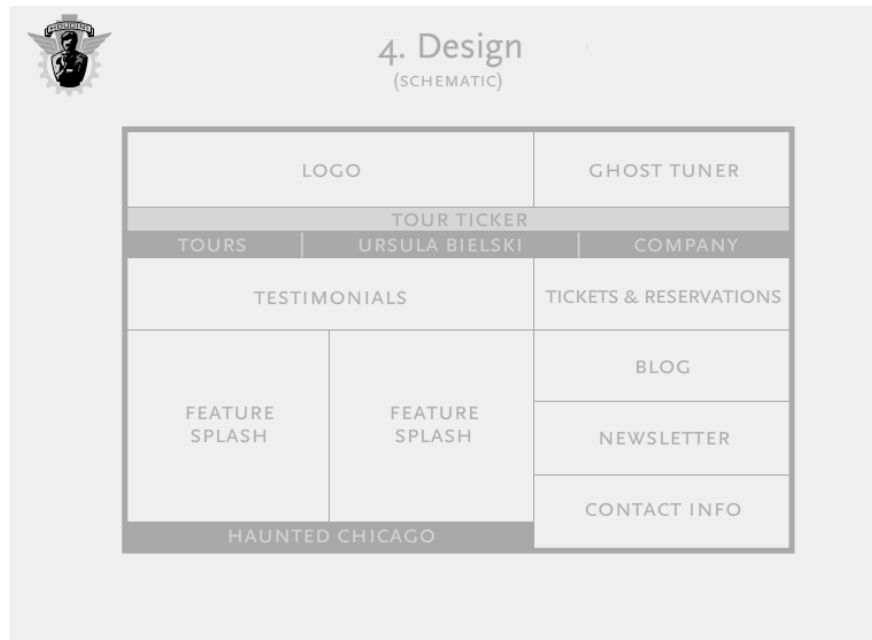 HOUDINI
4. Design
(SCHEMATIC)
LOGO
GHOST TUNER
TOUR TICKER
TOURS
URSULA BIELSKI
COMPANY
TESTIMONIALS
TICKETS & RESERVATIONS
BLOG
FEATURE
SPLASH
FEATURE
SPLASH
NEWSLETTER
CONTACT INFO
HAUNTED CHICAGO